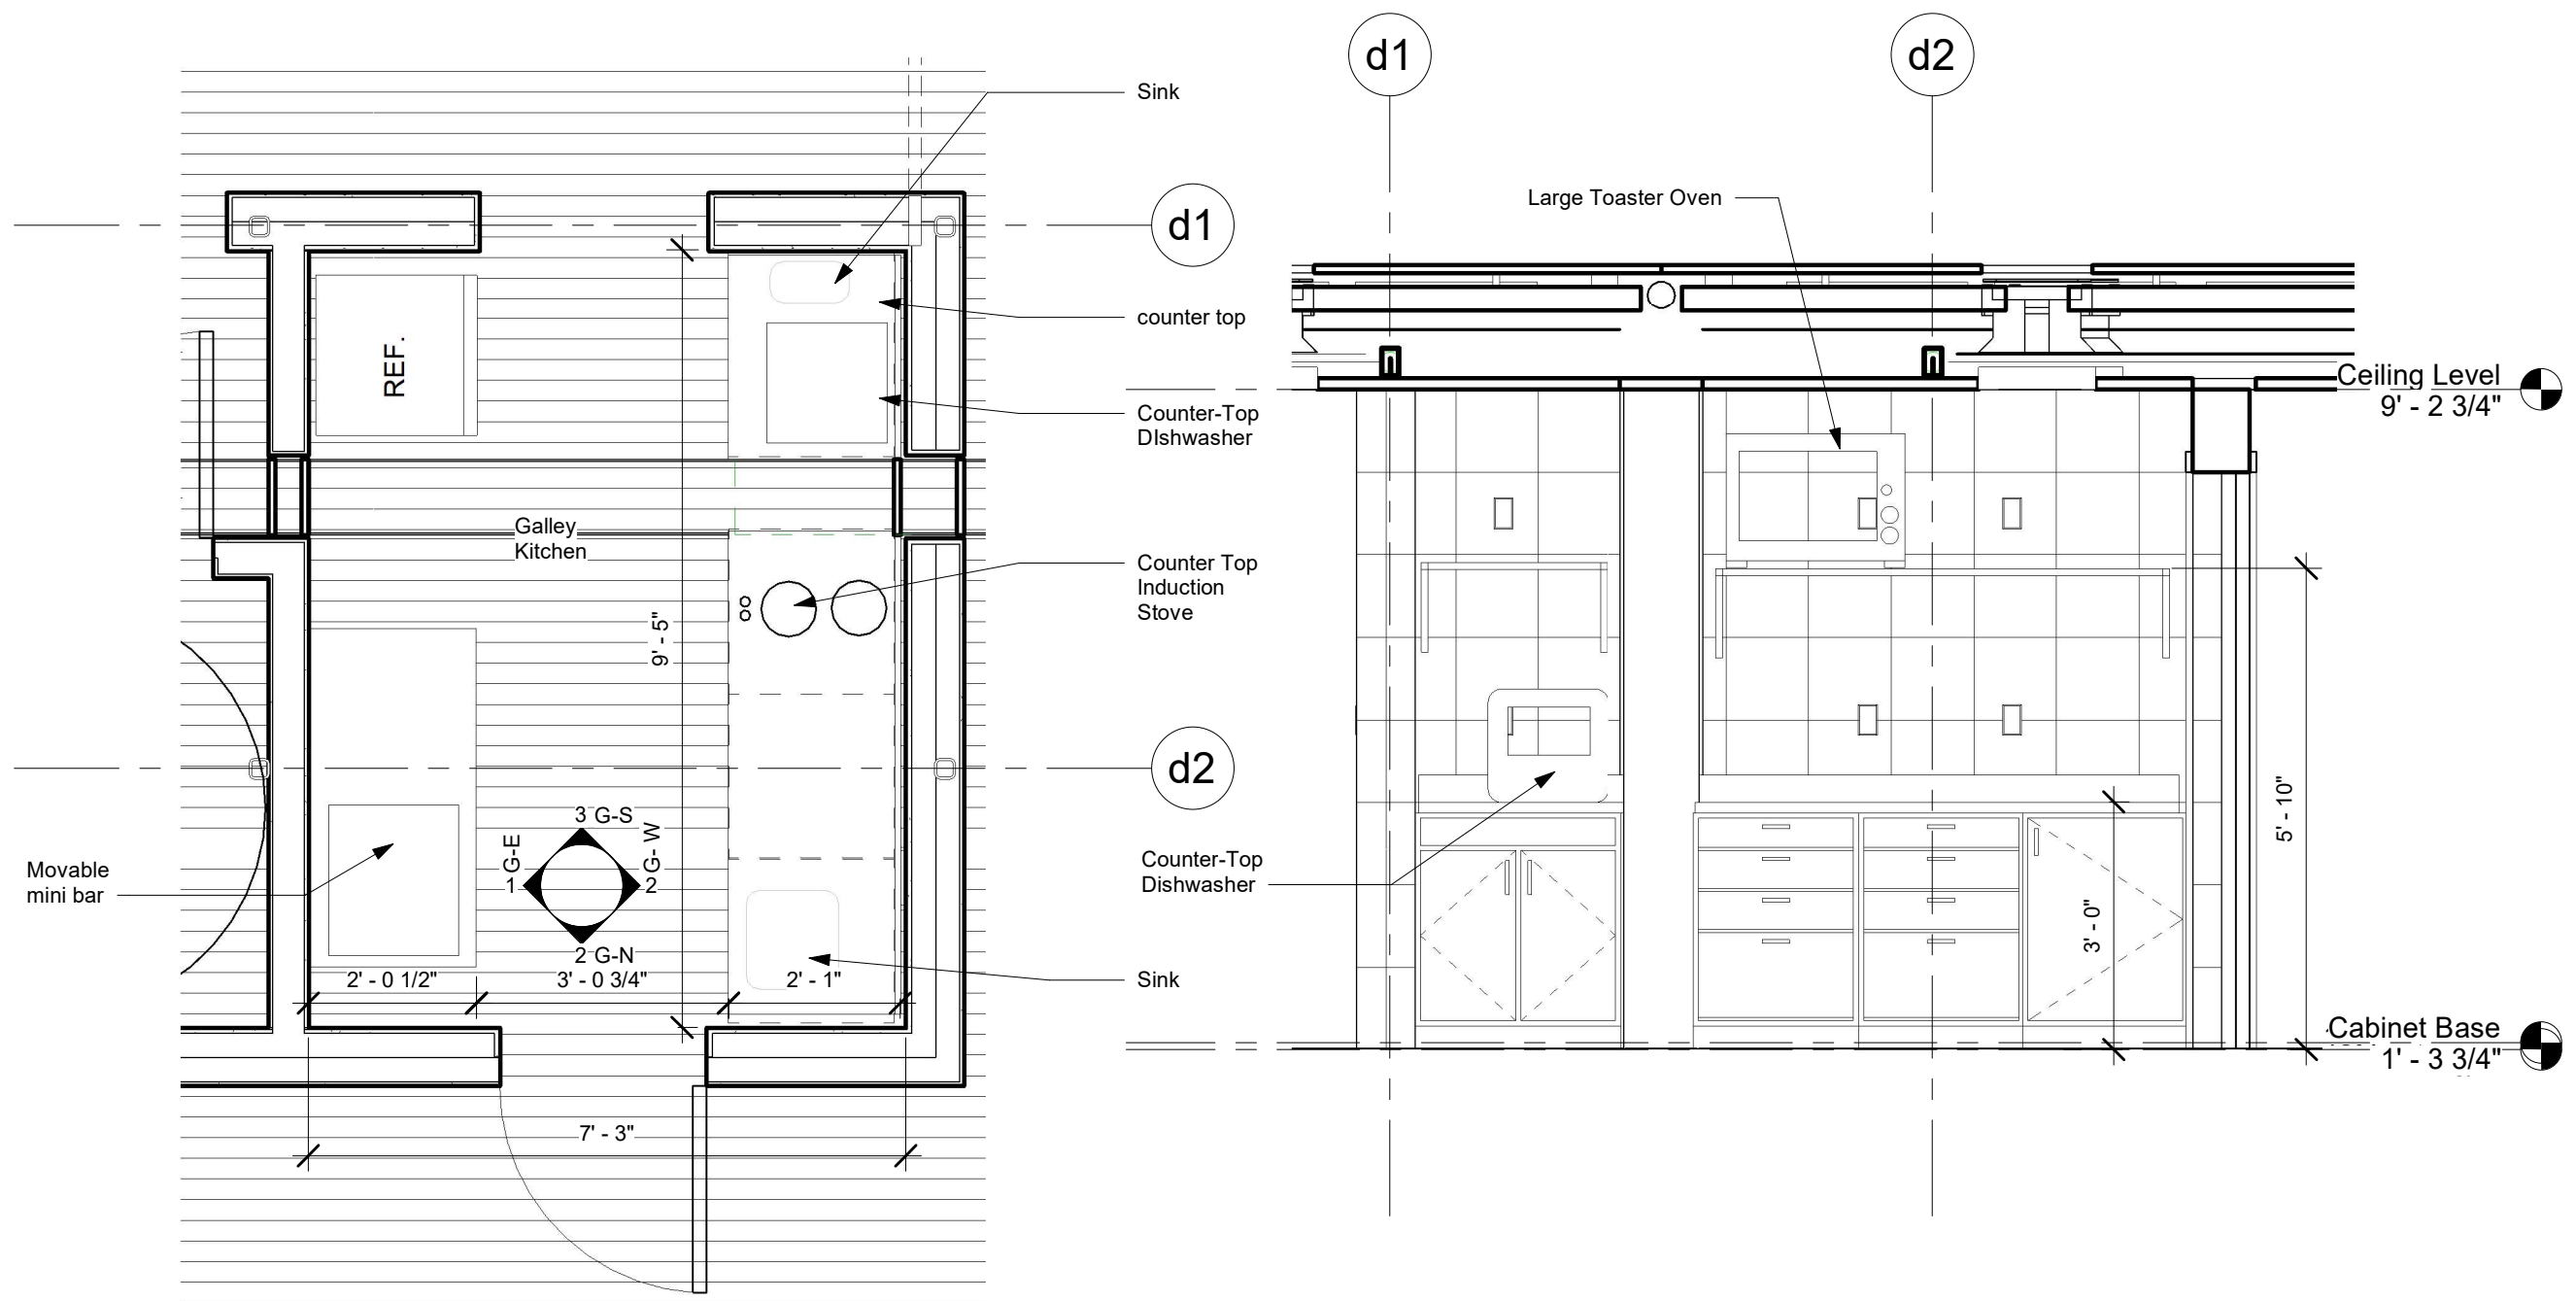 d1
d2
Sink
Large Toaster Oven
d1
counter top
REF.
Ceiling Level
9' - 2 3/4"
Counter-Top
DIshwasher
Galley
Kitchen
Counter Top
Induction
Stove
9' - 5"
d2
5' - 10"
3 G-S
G-E
1
G- W
2
2 G-N
Movable
mini bar
Counter-Top
Dishwasher
3' - 0"
2' - 0 1/2"
3' - 0 3/4"
2' - 1"
Sink
Cabinet Base
1' - 3 3/4"
7' - 3"